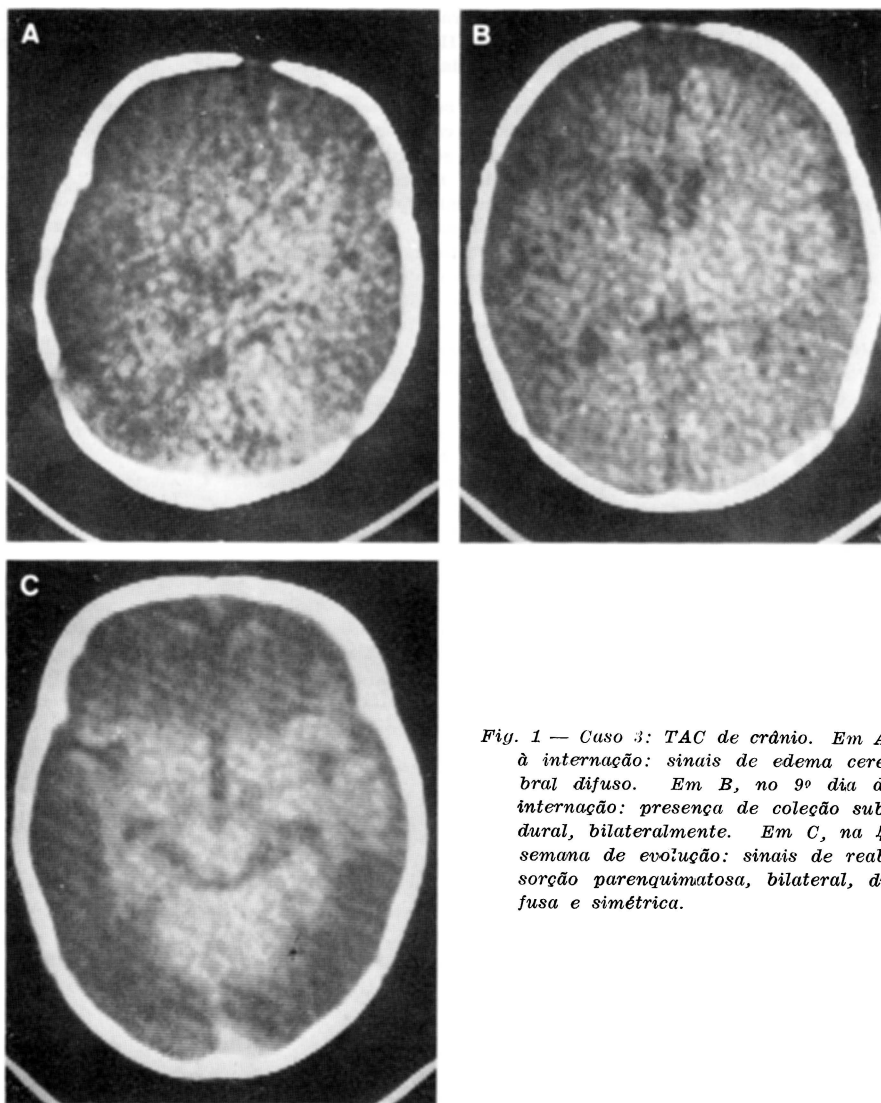 A
B
C
Fig. 1 — Caso 3: TAC de crânio. Em A
à internação: sinais de edema cere
bral difuso. Em B, no 9º dia d
internação: presença de coleção sub
dural, bilateralmente. Em C, na
semana de evolução: sinais de reab
sorção parenquimatosa, bilateral, d
fusa e simétrica.